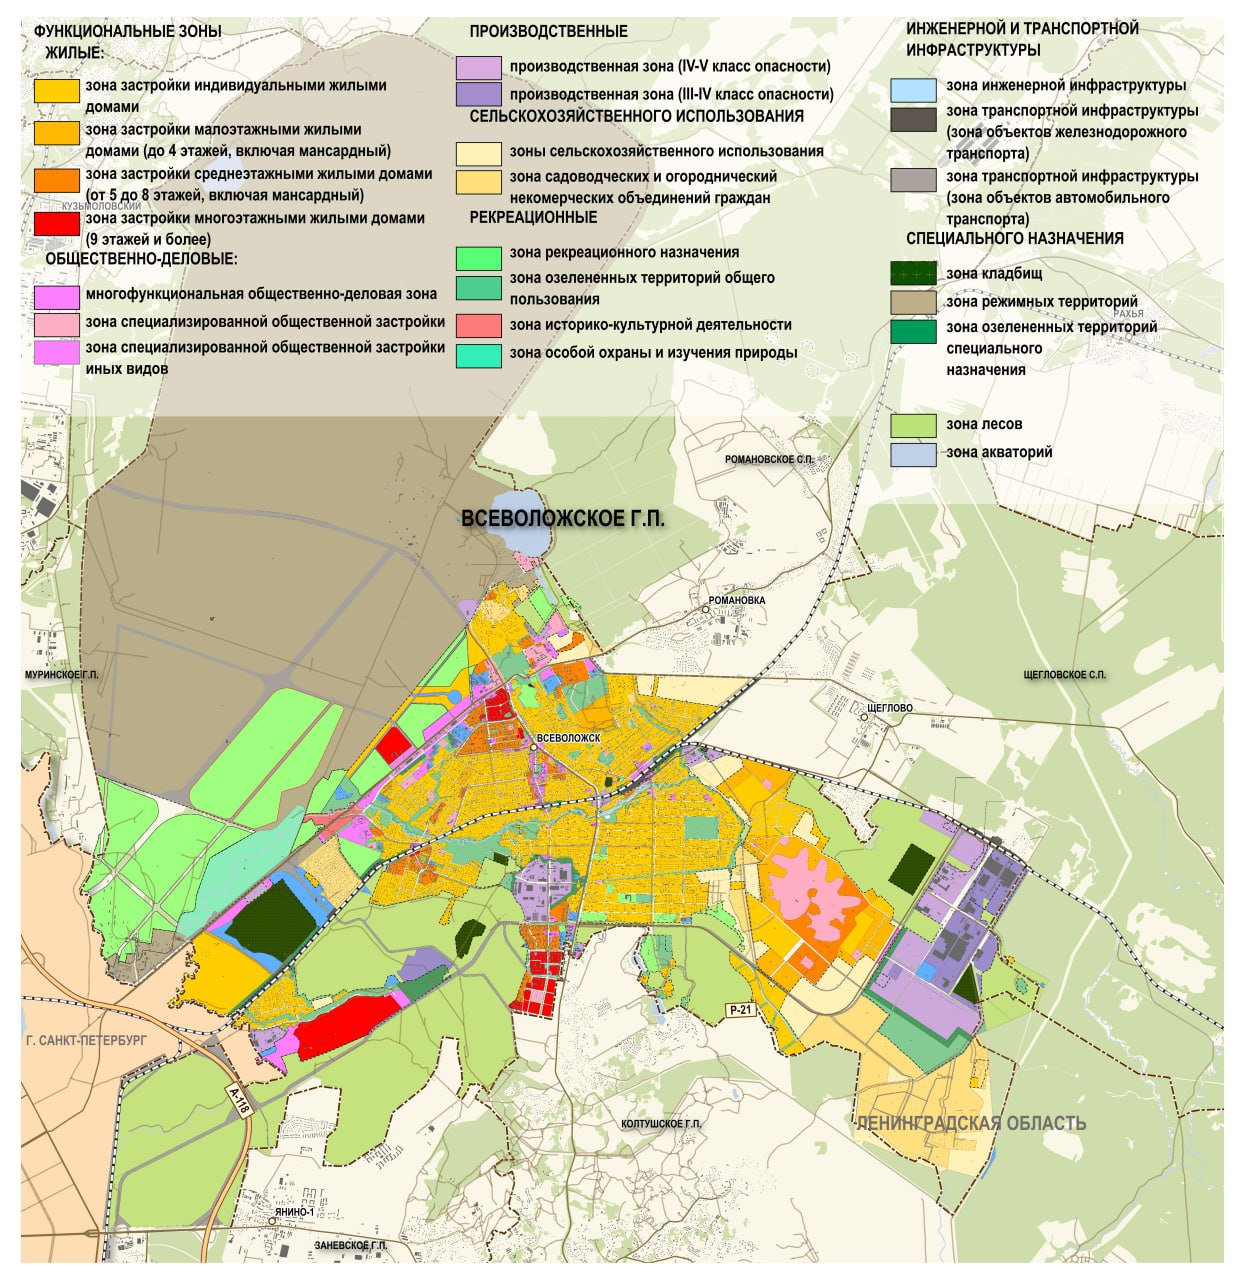 ФУНКЦИОНАЛЬНЫЕ ЗОНЫ
ЖИЛЫЕ:
зона застройки индивидуальными жилыми
домами
зона застройки малоэтажными жилыми
домами (до 4 этажей, включая мансардный)
зона застройки среднеэтажными жилыми домами
(от 5 до 8 этажей, включая мансардный)
КУЗЬМОЛОВСКИЙ
зона застройки многоэтажными жилыми домами
(9 этажей и более)
ОБЩЕСТВЕННО-ДЕЛОВЫЕ:
многофункциональная общественно-деловая зона
зона специализированной общественной застройки
зона специализированной общественной застройки
иных видов
ПРОИЗВОДСТВЕННЫЕ
производственная зона (IV-V класс опасности)
производственная зона (III-IV класс опасности)
СЕЛЬСКОХОЗЯЙСТВЕННОГО ИСПОЛЬЗОВАНИЯ
зоны сельскохозяйственного использования
зона садоводческих и огороднический
некомерческих объединений граждан
РЕКРЕАЦИОННЫЕ
зона рекреационного назначения
зона озелененных территорий общего
пользования
зона историко-культурной деятельности
зона особой охраны и изучения природы
ИНЖЕНЕРНОЙ И ТРАНСПОРТНОЙ
ИНФРАСТРУКТУРЫ
зона инженерной инфраструктуры
зона транспортной инфраструктуры
(зона объектов железнодорожного
транспорта)
зона транспортной инфраструктуры
(зона объектов автомобильного
транспорта)
СПЕЦИАЛЬНОГО НАЗНАЧЕНИЯ
зона кладбищ
зона режимных территорий
РАХЬЯ
зона озелененных территорий
специального
назначения
зона лесов
зона акваторий
РОМАНОВСКОЕ С.П.
ВСЕВОЛОЖСКОЕ Г.П.
РОМАНОВКА
МУРИНСКОЕ Г.П.
ЩЕГЛОВСКОЕ С.П.
ЩЕГЛОВО
ВСЕВОЛОЖСК
Р-21
Г. САНКТ-ПЕТЕРБУРГ
А-118
КОЛТУШСКОЕ Г.П.
ЛЕНИНГРАДСКАЯ ОБЛАСТЬ
ЯНИНО-1
ЗАНЕВСКОЕ Г.П.